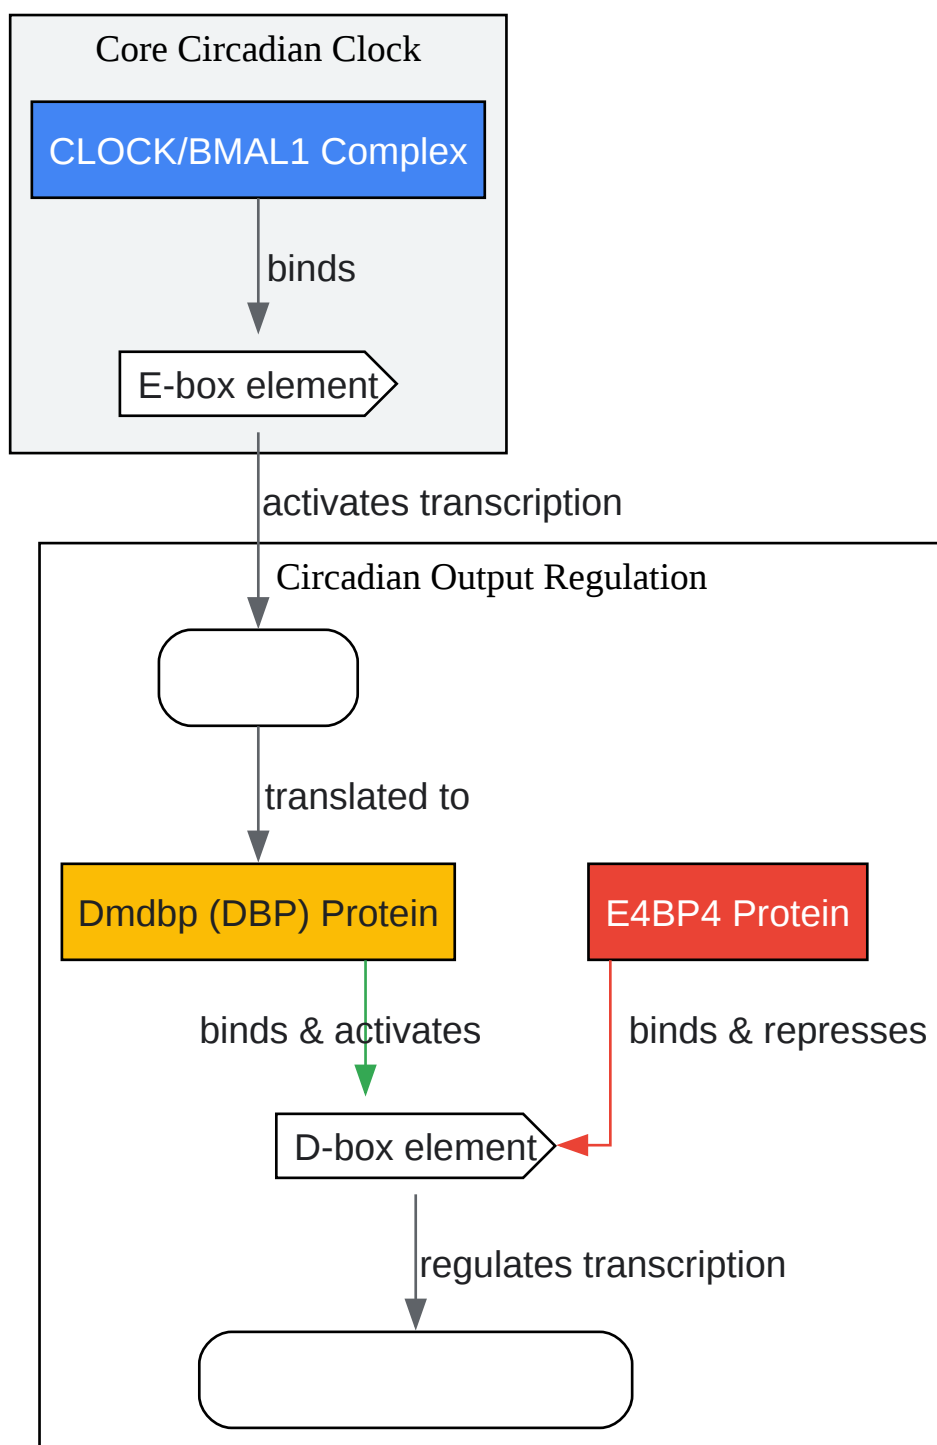 Core Circadian Clock
CLOCK/BMAL1 Complex
binds
E-box element
activates transcription
Circadian Output Regulation
translated to
Dmdbp (DBP) Protein
E4BP4 Protein
binds & activates
binds & represses
D-box element
regulates transcription